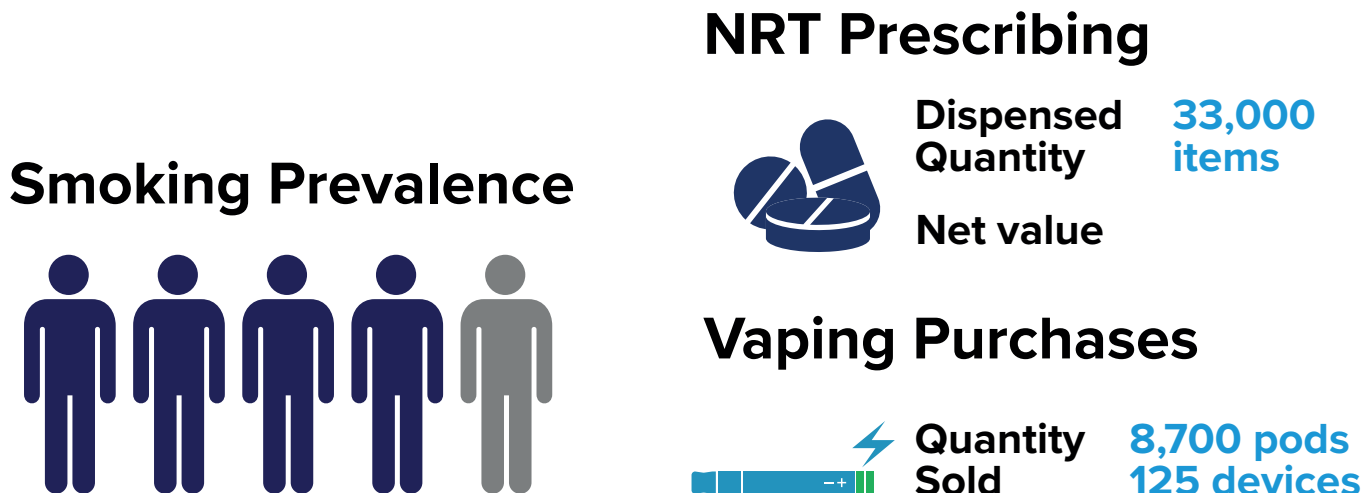 Smoking Prevalence
NRT Prescribing
Dispensed 33,000
Quantity items
Net value
Vaping Purchases
Quantity 8,700 pods
Sold 125 devices